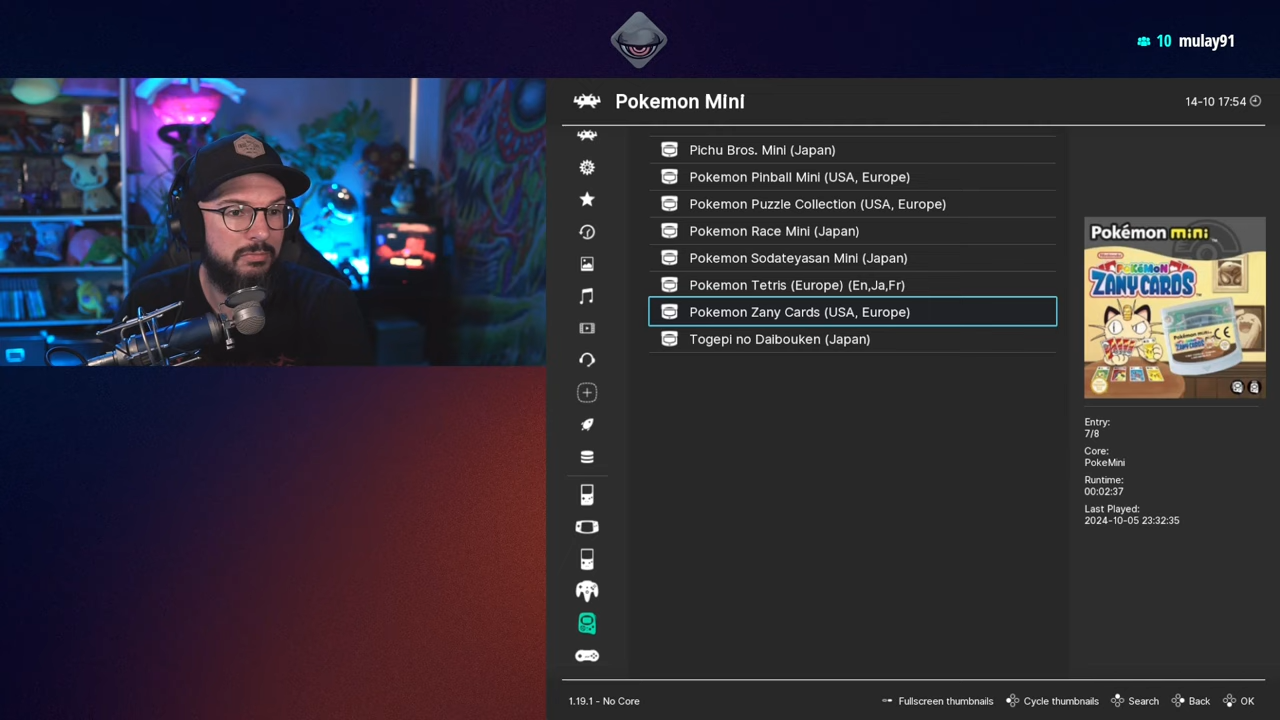 10 mulay91
Pokemon Mini
14-10 17:54
Pichu Bros. Mini (Japan)
Pokemon Pinball Mini (USA, Europe)
Pokemon Puzzle Collection (USA, Europe)
Pokemon Race Mini (Japan)
Pokemon Sodateyasan Mini (Japan)
Pokemon Tetris (Europe) (En,Ja,Fr)
Pokemon Zany Cards (USA, Europe)
Togepi no Daibouken (Japan)
Pokémon mini
Nintendo
POKéMON
ZANY CARDS
Entry:
7/8
Core:
PokeMini
Runtime:
00:02:37
Last Played:
2024-10-05 23:32:35
1.19.1 - No Core
Fullscreen thumbnails
Cycle thumbnails
Search
Back
OK